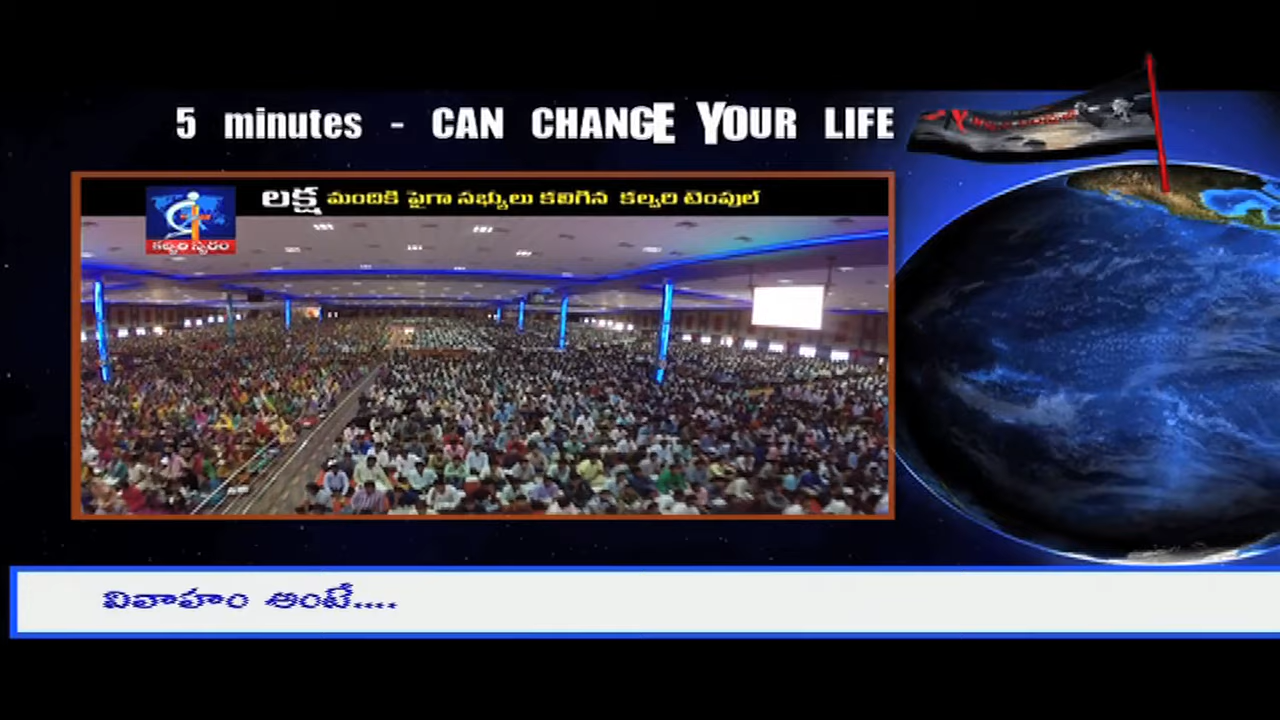 5 minutes - CAN CHANGE YOUR LIFE
లక్ష మందికి పైగా సభ్యులు కలిగిన కల్వరి టెంపుల్
కల్వరి స్వరం
వివాహం అంటే....